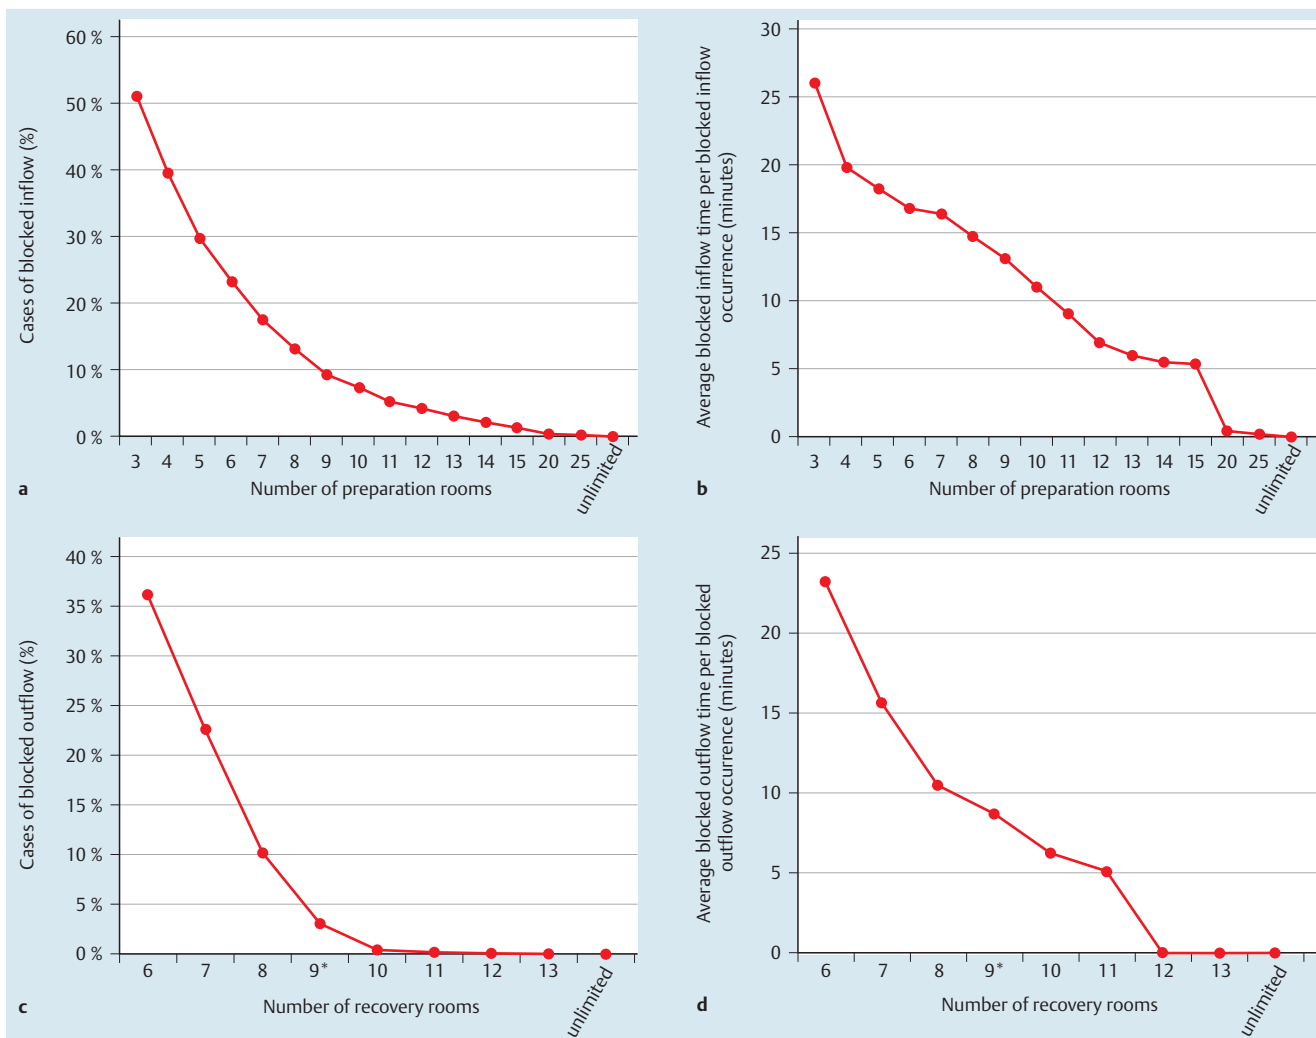 60 %
50 %
40 %
30 %
20 %
10 %
0 %
Cases of blocked inflow (%)
3 4 5 6 7 8 9 10 11 12 13 14 15 20 25 unlimited
a
Number of preparation rooms
30
25
20
15
10
5
0
Average blocked inflow time per blocked inflow
occurrence (minutes)
3 4 5 6 7 8 9 10 11 12 13 14 15 20 25 unlimited
b
Number of preparation rooms
40 %
35 %
30 %
25 %
20 %
15 %
10 %
5 %
0 %
Cases of blocked outflow (%)
6 7 8 9* 10 11 12 13 unlimited
c
Number of recovery rooms
25
20
15
10
5
0
Average blocked outflow time per blocked
outflow occurrence (minutes)
6 7 8 9* 10 11 12 13 unlimited
d
Number of recovery rooms